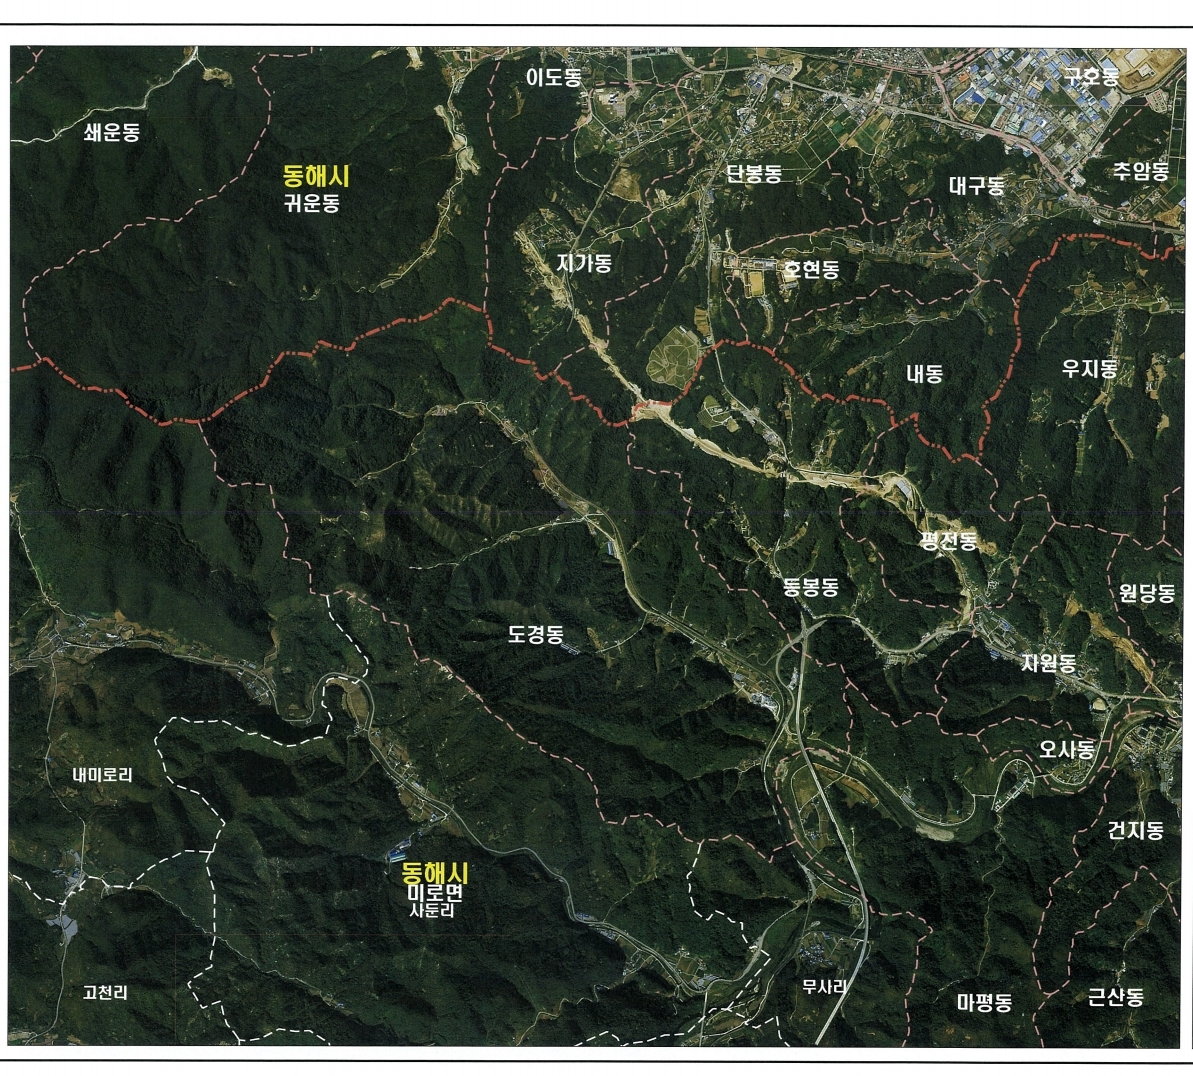 이도동
구호동
쇄운동
동해시
귀운동
단봉동
대구동
추암동
지가동
호현동
내동
우지동
평전동
등봉동
원당동
도경동
자원동
오사동
내미로리
건지동
동해시
미로면
사둔리
고천리
무사리
마평동
근산동